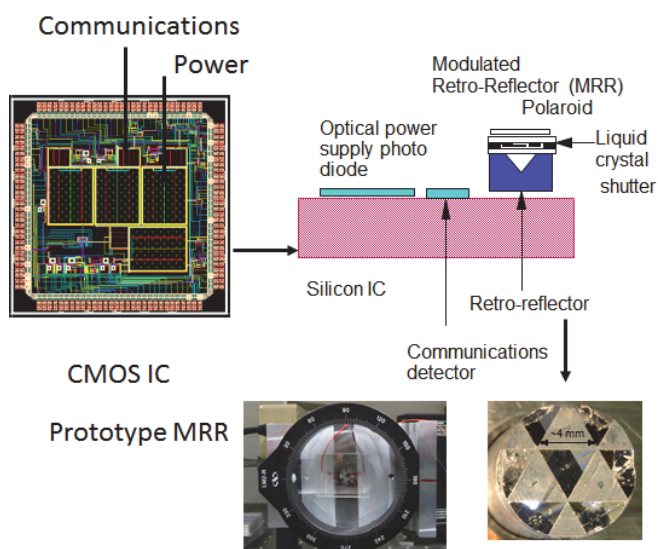 Communications
Power
Modulated
Retro-Reflector (MRR)
Polaroid
Optical power
supply photo
diode
Liquid
crystal
shutter
Silicon IC
Retro-reflector
Communications
detector
CMOS IC
Prototype MRR
~4 mm